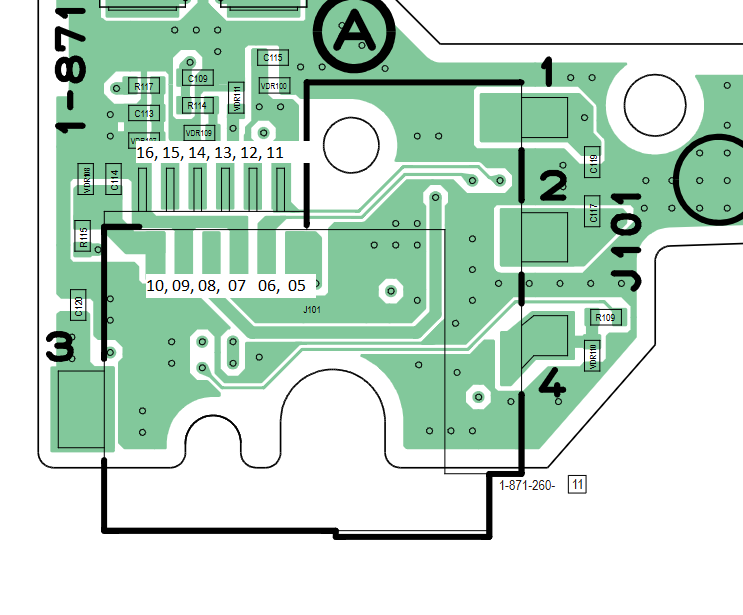 1-871
A
C115
R117
C109
VDR111
VDR100
R114
C113
VDR109
1
16, 15, 14, 13, 12, 11
C119
C114
2
C117
J101
R115
10, 09, 08, 07 06, 05
C120
J101
R109
3
VDR110
4
1-871-260- 11